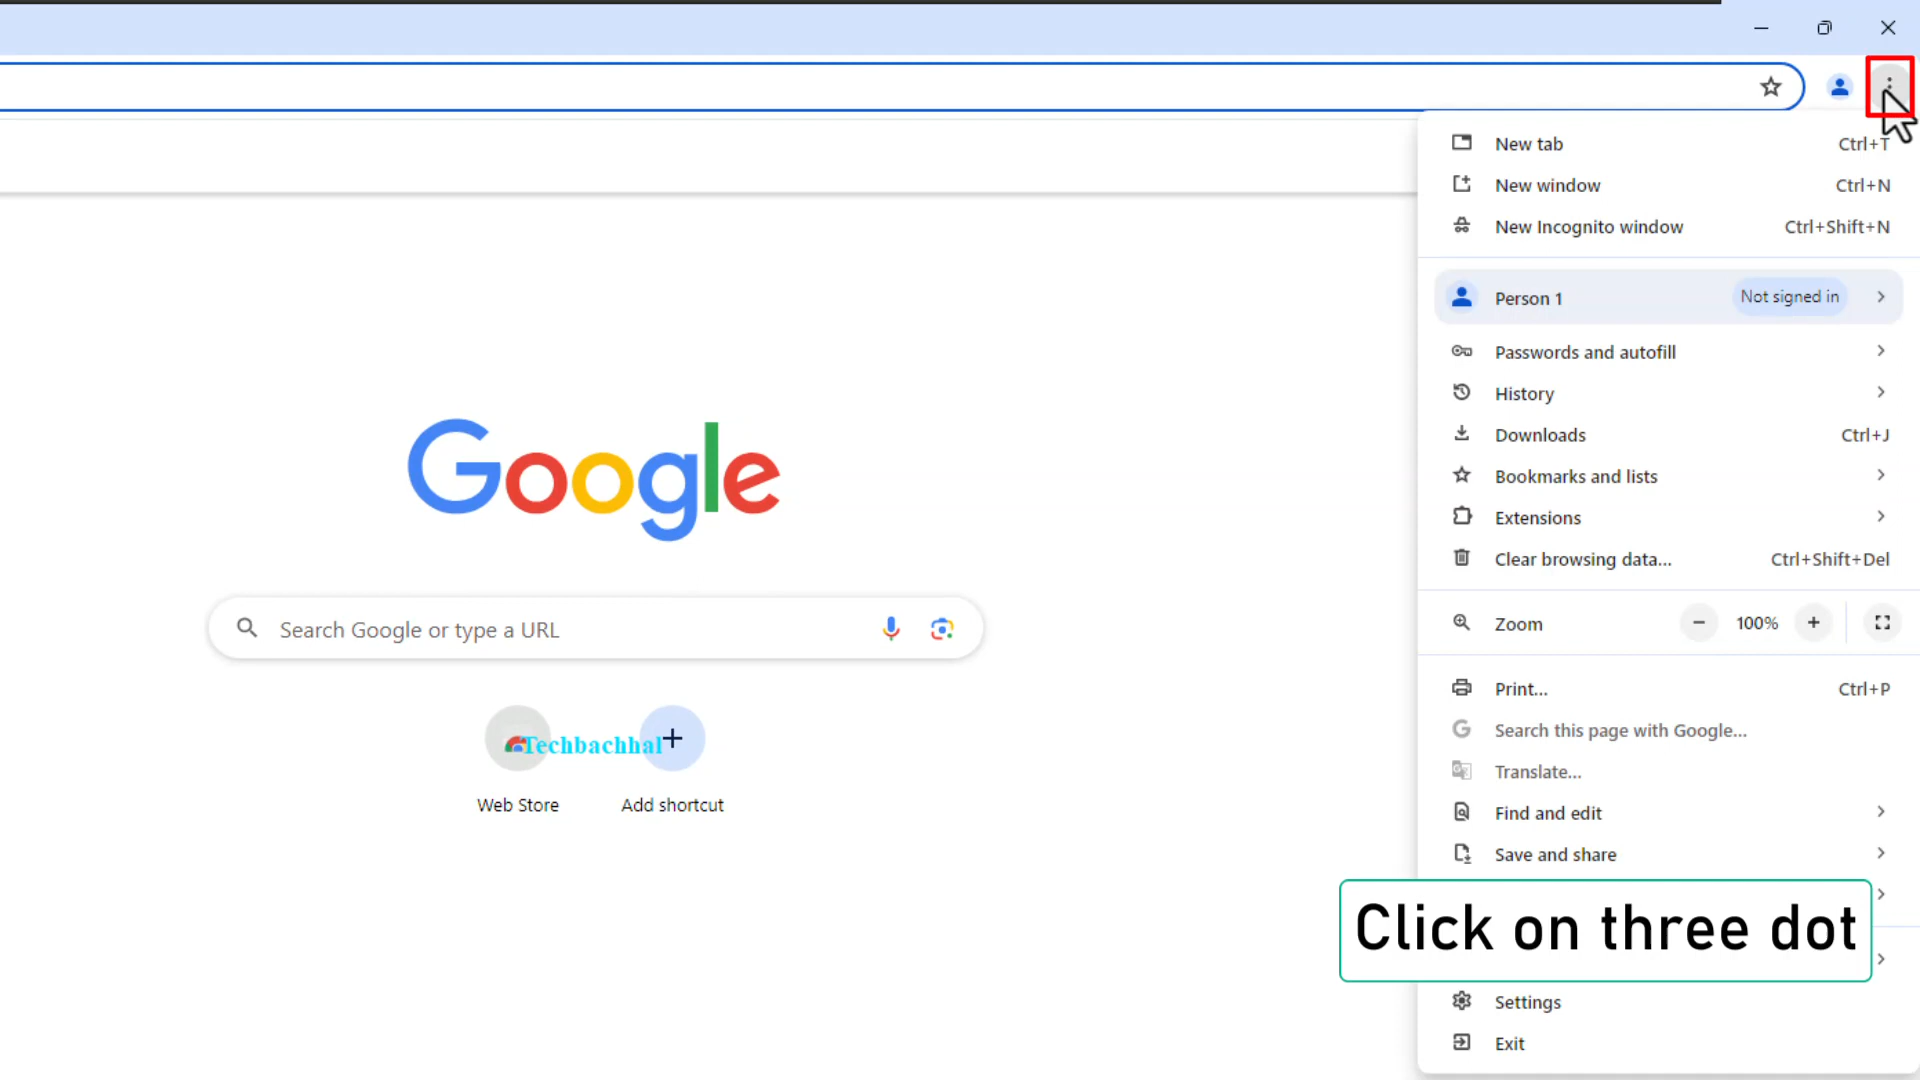 New tab Ctrl+T
New window Ctrl+N
New Incognito window Ctrl+Shift+N
Person 1 Not signed in
Passwords and autofill
History
Downloads Ctrl+J
Bookmarks and lists
Extensions
Clear browsing data... Ctrl+Shift+Del
Google
Search Google or type a URL
Zoom − 100% +
Techbachhal
Web Store Add shortcut
Print... Ctrl+P
Search this page with Google...
Translate...
Find and edit
Save and share
Click on three dot
Settings
Exit